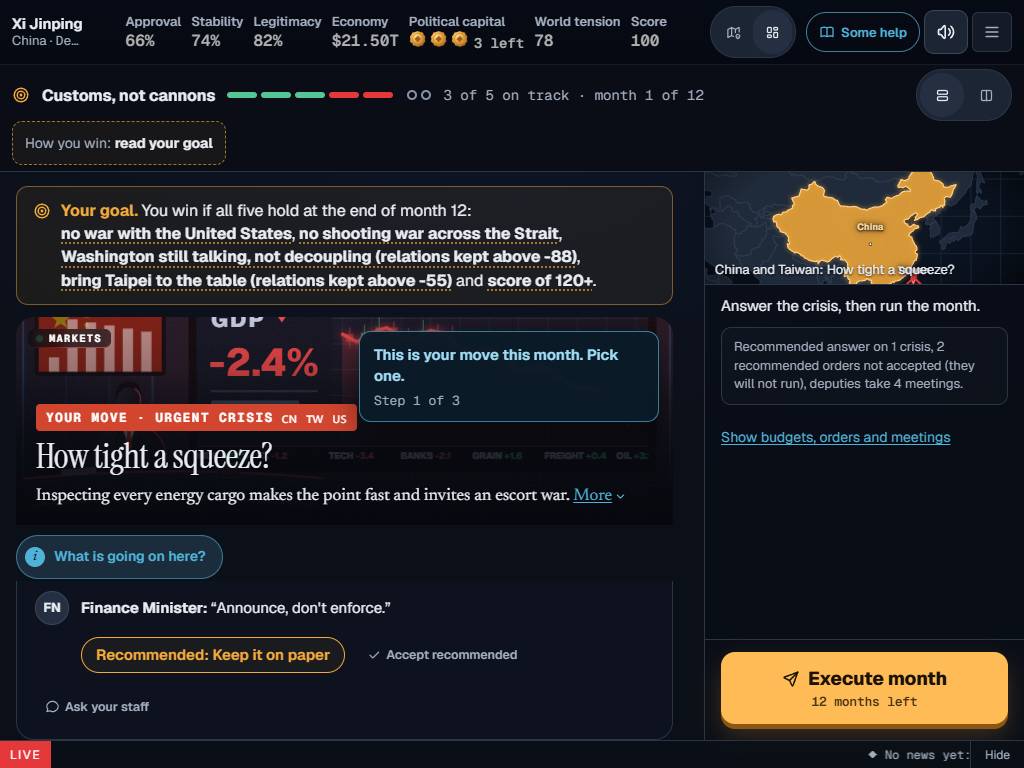 Xi Jinping
China · De...
Approval
66%
Stability
74%
Legitimacy
82%
Economy
$21.50T
Political capital
3 left
World tension
78
Score
100
Some help
Customs, not cannons
3 of 5 on track · month 1 of 12
How you win: read your goal
Your goal. You win if all five hold at the end of month 12:
no war with the United States, no shooting war across the Strait,
Washington still talking, not decoupling (relations kept above -88),
bring Taipei to the table (relations kept above -55) and score of 120+.
GDP
-2.4%
MARKETS
This is your move this month. Pick
one.
Step 1 of 3
YOUR MOVE · URGENT CRISIS CN TW US
How tight a squeeze?
TECH -3.4 BANKS -2.1 GRAIN +1.6 FREIGHT +0.4 OIL
Inspecting every energy cargo makes the point fast and invites an escort war. More
What is going on here?
FN
Finance Minister: “Announce, don't enforce.”
Recommended: Keep it on paper
Accept recommended
Ask your staff
China
China and Taiwan: How tight a squeeze?
Answer the crisis, then run the month.
Recommended answer on 1 crisis, 2
recommended orders not accepted (they
will not run), deputies take 4 meetings.
Show budgets, orders and meetings
Execute month
12 months left
LIVE
No news yet:
Hide